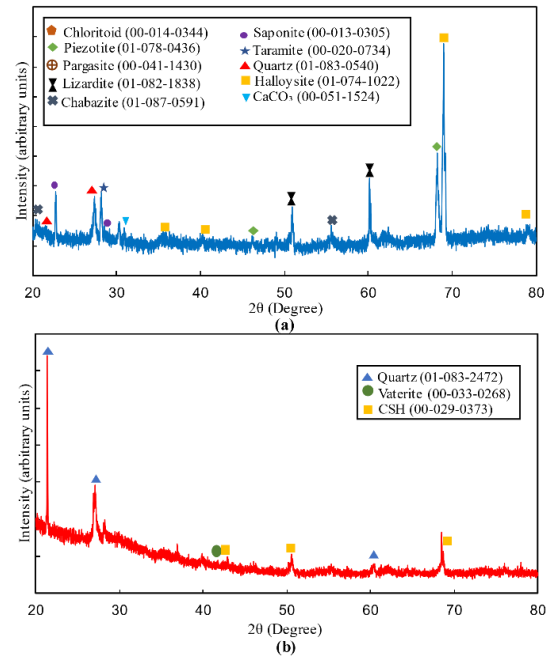 (a)
Chloritoid (00-014-0344)
Piezotite (01-078-0436)
Pargasite (00-041-1430)
Lizardite (01-082-1838)
Chabazite (01-087-0591)
Saponite (00-013-0305)
Taramite (00-020-0734)
Quartz (01-083-0540)
Halloysite (01-074-1022)
CaCO₃ (00-051-1524)
Intensity (arbitrary units)
20 30 40 50 60 70 80
2θ (Degree)
(a)
Quartz (01-083-2472)
Vaterite (00-033-0268)
CSH (00-029-0373)
Intensity (arbitrary units)
20 30 40 50 60 70 80
2θ (Degree)
(b)